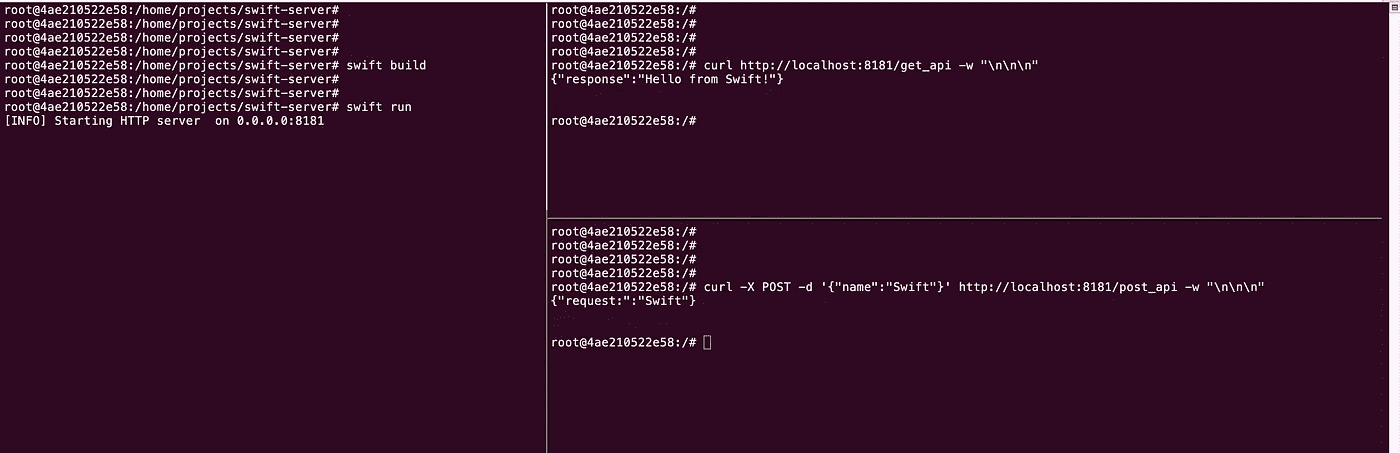 root@4ae210522e58:/home/projects/swift-server#
root@4ae210522e58:/home/projects/swift-server#
root@4ae210522e58:/home/projects/swift-server#
root@4ae210522e58:/home/projects/swift-server#
root@4ae210522e58:/home/projects/swift-server# swift build
root@4ae210522e58:/home/projects/swift-server#
root@4ae210522e58:/home/projects/swift-server#
root@4ae210522e58:/home/projects/swift-server# swift run
[INFO] Starting HTTP server  on 0.0.0.0:8181
root@4ae210522e58:/#
root@4ae210522e58:/#
root@4ae210522e58:/#
root@4ae210522e58:/#
root@4ae210522e58:/# curl http://localhost:8181/get_api -w "\n\n\n"
{"response":"Hello from Swift!"}
root@4ae210522e58:/#
root@4ae210522e58:/#
root@4ae210522e58:/#
root@4ae210522e58:/#
root@4ae210522e58:/#
root@4ae210522e58:/# curl -X POST -d '{"name":"Swift"}' http://localhost:8181/post_api -w "\n\n\n"
{"request:":"Swift"}
root@4ae210522e58:/#